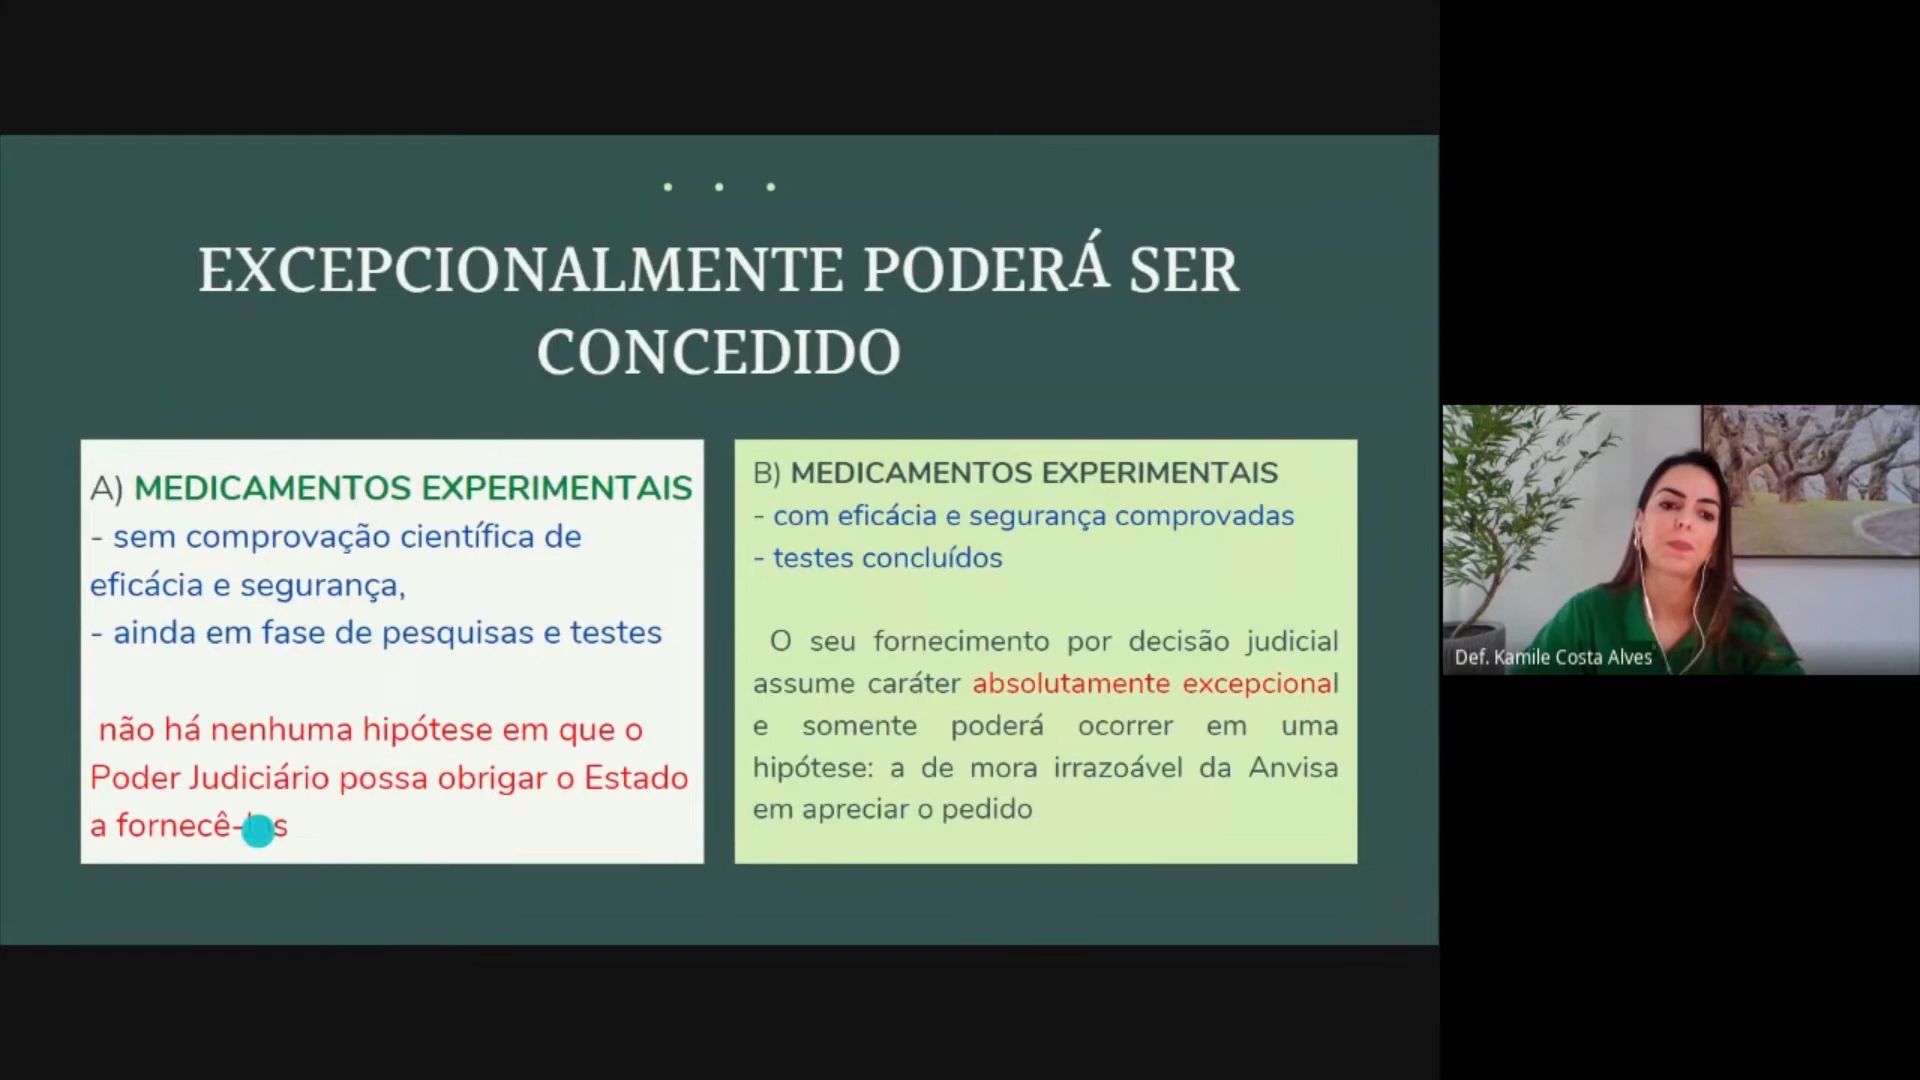 EXCEPCIONALMENTE PODERÁ SER
CONCEDIDO
A) MEDICAMENTOS EXPERIMENTAIS
- sem comprovação científica de
eficácia e segurança,
- ainda em fase de pesquisas e testes
não há nenhuma hipótese em que o
Poder Judiciário possa obrigar o Estado
a fornecê-los
B) MEDICAMENTOS EXPERIMENTAIS
- com eficácia e segurança comprovadas
- testes concluídos
O seu fornecimento por decisão judicial
assume caráter absolutamente excepcional
e somente poderá ocorrer em uma
hipótese: a de mora irrazoável da Anvisa
em apreciar o pedido
Def. Kamile Costa Alves